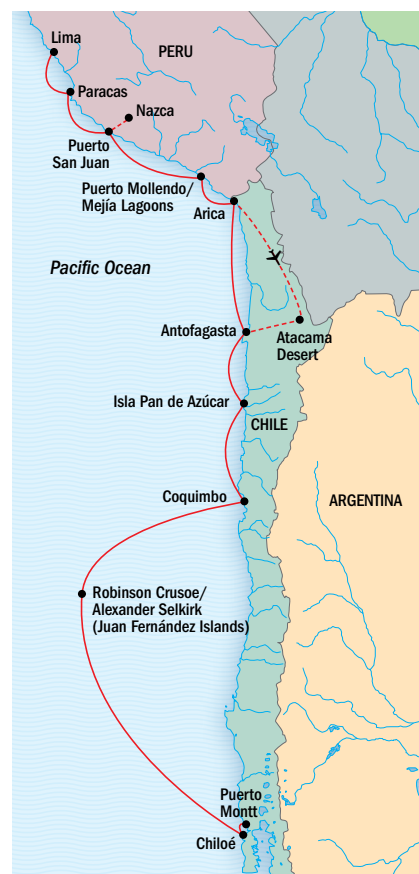 Lima
PERU
Paracas
Nazca
Puerto
San Juan
Puerto Mollendo/
Mejía Lagoons
Arica
Pacific Ocean
Antofagasta
Atacama
Desert
Isla Pan de Azúcar
CHILE
Coquimbo
ARGENTINA
Robinson Crusoe/
Alexander Selkirk
(Juan Fernández Islands)
Puerto
Montt
Chiloé